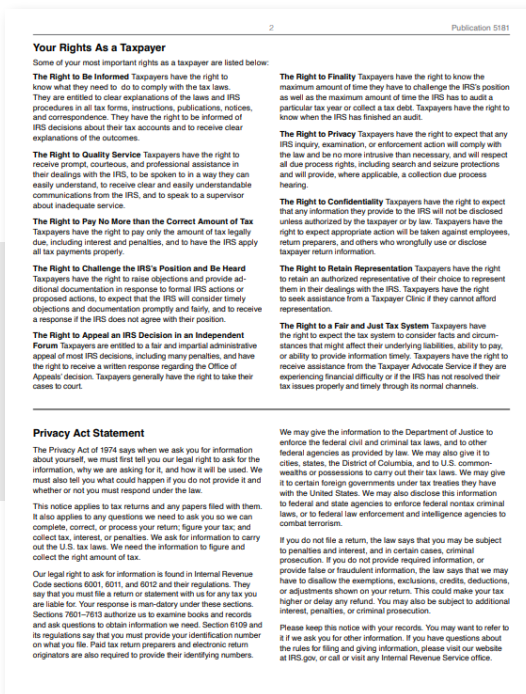 2
Publication 5181
Your Rights As a Taxpayer
Some of your most important rights as a taxpayer are listed below:
The Right to Be Informed Taxpayers have the right to
know what they need to do to comply with the tax laws.
They are entitled to clear explanations of the laws and IRS
procedures in all tax forms, instructions, publications, notices,
and correspondence. They have the right to be informed of
IRS decisions about their tax accounts and to receive clear
explanations of the outcomes.
The Right to Quality Service Taxpayers have the right to
receive prompt, courteous, and professional assistance in
their dealings with the IRS, to be spoken to in a way they can
easily understand, to receive clear and easily understandable
communications from the IRS, and to speak to a supervisor
about inadequate service.
The Right to Pay No More than the Correct Amount of Tax
Taxpayers have the right to pay only the amount of tax legally
due, including interest and penalties, and to have the IRS apply
all tax payments properly.
The Right to Challenge the IRS's Position and Be Heard
Taxpayers have the right to raise objections and provide ad-
ditional documentation in response to formal IRS actions or
proposed actions, to expect that the IRS will consider timely
objections and documentation promptly and fairly, and to receive
a response if the IRS does not agree with their position.
The Right to Appeal an IRS Decision in an Independent
Forum Taxpayers are entitled to a fair and impartial administrative
appeal of most IRS decisions, including many penalties, and have
the right to receive a written response regarding the Office of
Appeals' decision. Taxpayers generally have the right to take their
cases to court.
The Right to Finality Taxpayers have the right to know the
maximum amount of time they have to challenge the IRS's position
as well as the maximum amount of time the IRS has to audit a
particular tax year or collect a tax debt. Taxpayers have the right to
know when the IRS has finished an audit.
The Right to Privacy Taxpayers have the right to expect that any
IRS inquiry, examination, or enforcement action will comply with
the law and be no more intrusive than necessary, and will respect
all due process rights, including search and seizure protections
and will provide, where applicable, a collection due process
hearing.
The Right to Confidentiality Taxpayers have the right to expect
that any information they provide to the IRS will not be disclosed
unless authorized by the taxpayer or by law. Taxpayers have the
right to expect appropriate action will be taken against employees,
return preparers, and others who wrongfully use or disclose
taxpayer return information.
The Right to Retain Representation Taxpayers have the right
to retain an authorized representative of their choice to represent
them in their dealings with the IRS. Taxpayers have the right
to seek assistance from a Taxpayer Clinic if they cannot afford
representation.
The Right to a Fair and Just Tax System Taxpayers have
the right to expect the tax system to consider facts and circum-
stances that might affect their underlying liabilities, ability to pay,
or ability to provide information timely. Taxpayers have the right to
receive assistance from the Taxpayer Advocate Service if they are
experiencing financial difficulty or if the IRS has not resolved their
tax issues properly and timely through its normal channels.
Privacy Act Statement
The Privacy Act of 1974 says when we ask you for information
about yourself, we must first tell you our legal right to ask for the
information, why we are asking for it, and how it will be used. We
must also tell you what could happen if you do not provide it and
whether or not you must respond under the law.
This notice applies to tax returns and any papers filed with them.
It also applies to any questions we need to ask you so we can
complete, correct, or process your return; figure your tax; and
collect tax, interest, or penalties. We ask for information to carry
out the U.S. tax laws. We need the information to figure and
collect the right amount of tax.
Our legal right to ask for information is found in Internal Revenue
Code sections 6001, 6011, and 6012 and their regulations. They
say that you must file a return or statement with us for any tax you
are liable for. Your response is man-datory under these sections.
Sections 7601–7613 authorize us to examine books and records
and ask questions to obtain information we need. Section 6109 and
its regulations say that you must provide your identification number
on what you file. Paid tax return preparers and electronic return
originators are also required to provide their identifying numbers.
We may give the information to the Department of Justice to
enforce the federal civil and criminal tax laws, and to other
federal agencies as provided by law. We may also give it to
cities, states, the District of Columbia, and to U.S. common-
wealths or possessions to carry out their tax laws. We may give
it to certain foreign governments under tax treaties they have
with the United States. We may also disclose this information
to federal and state agencies to enforce federal nontax criminal
laws, or to federal law enforcement and intelligence agencies to
combat terrorism.
If you do not file a return, the law says that you may be subject
to penalties and interest, and in certain cases, criminal
prosecution. If you do not provide required information, or
provide false or fraudulent information, the law says that we may
have to disallow the exemptions, exclusions, credits, deductions,
or adjustments shown on your return. This could make your tax
higher or delay any refund. You may also be subject to additional
interest, penalties, or criminal prosecution.
Please keep this notice with your records. You may want to refer to
it if we ask you for other information. If you have questions about
the rules for filing and giving information, please visit our website
at IRS.gov, or call or visit any Internal Revenue Service office.